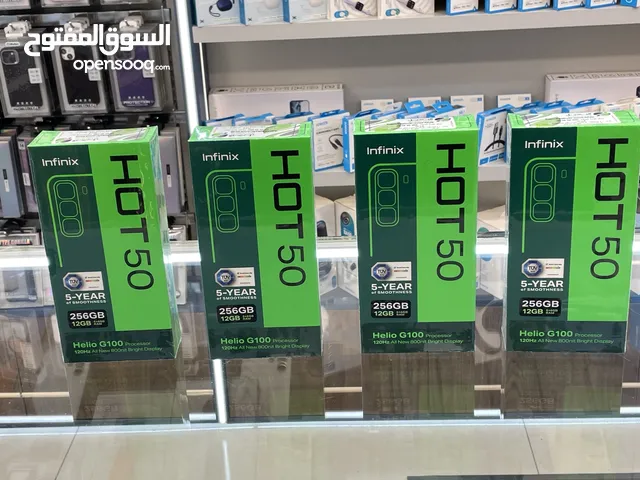 السوق المفتوح
opensooq.com
Infinix
HOT 50
5-YEAR
of SMOOTHNESS
256GB
12GB
Helio G100 Processor
120Hz All New 800nit Bright Display
Infinix
HOT 50
5-YEAR
of SMOOTHNESS
256GB
12GB
Helio G100 Processor
120Hz All New 800nit Bright Display
Infinix
HOT 50
5-YEAR
of SMOOTHNESS
256GB
12GB
Helio G100 Processor
120Hz All New 800nit Bright Display
Infinix
HOT 50
5-YEAR
of SMOOTHNESS
256GB
12GB
Helio G100 Processor
120Hz All New 800nit Bright Display